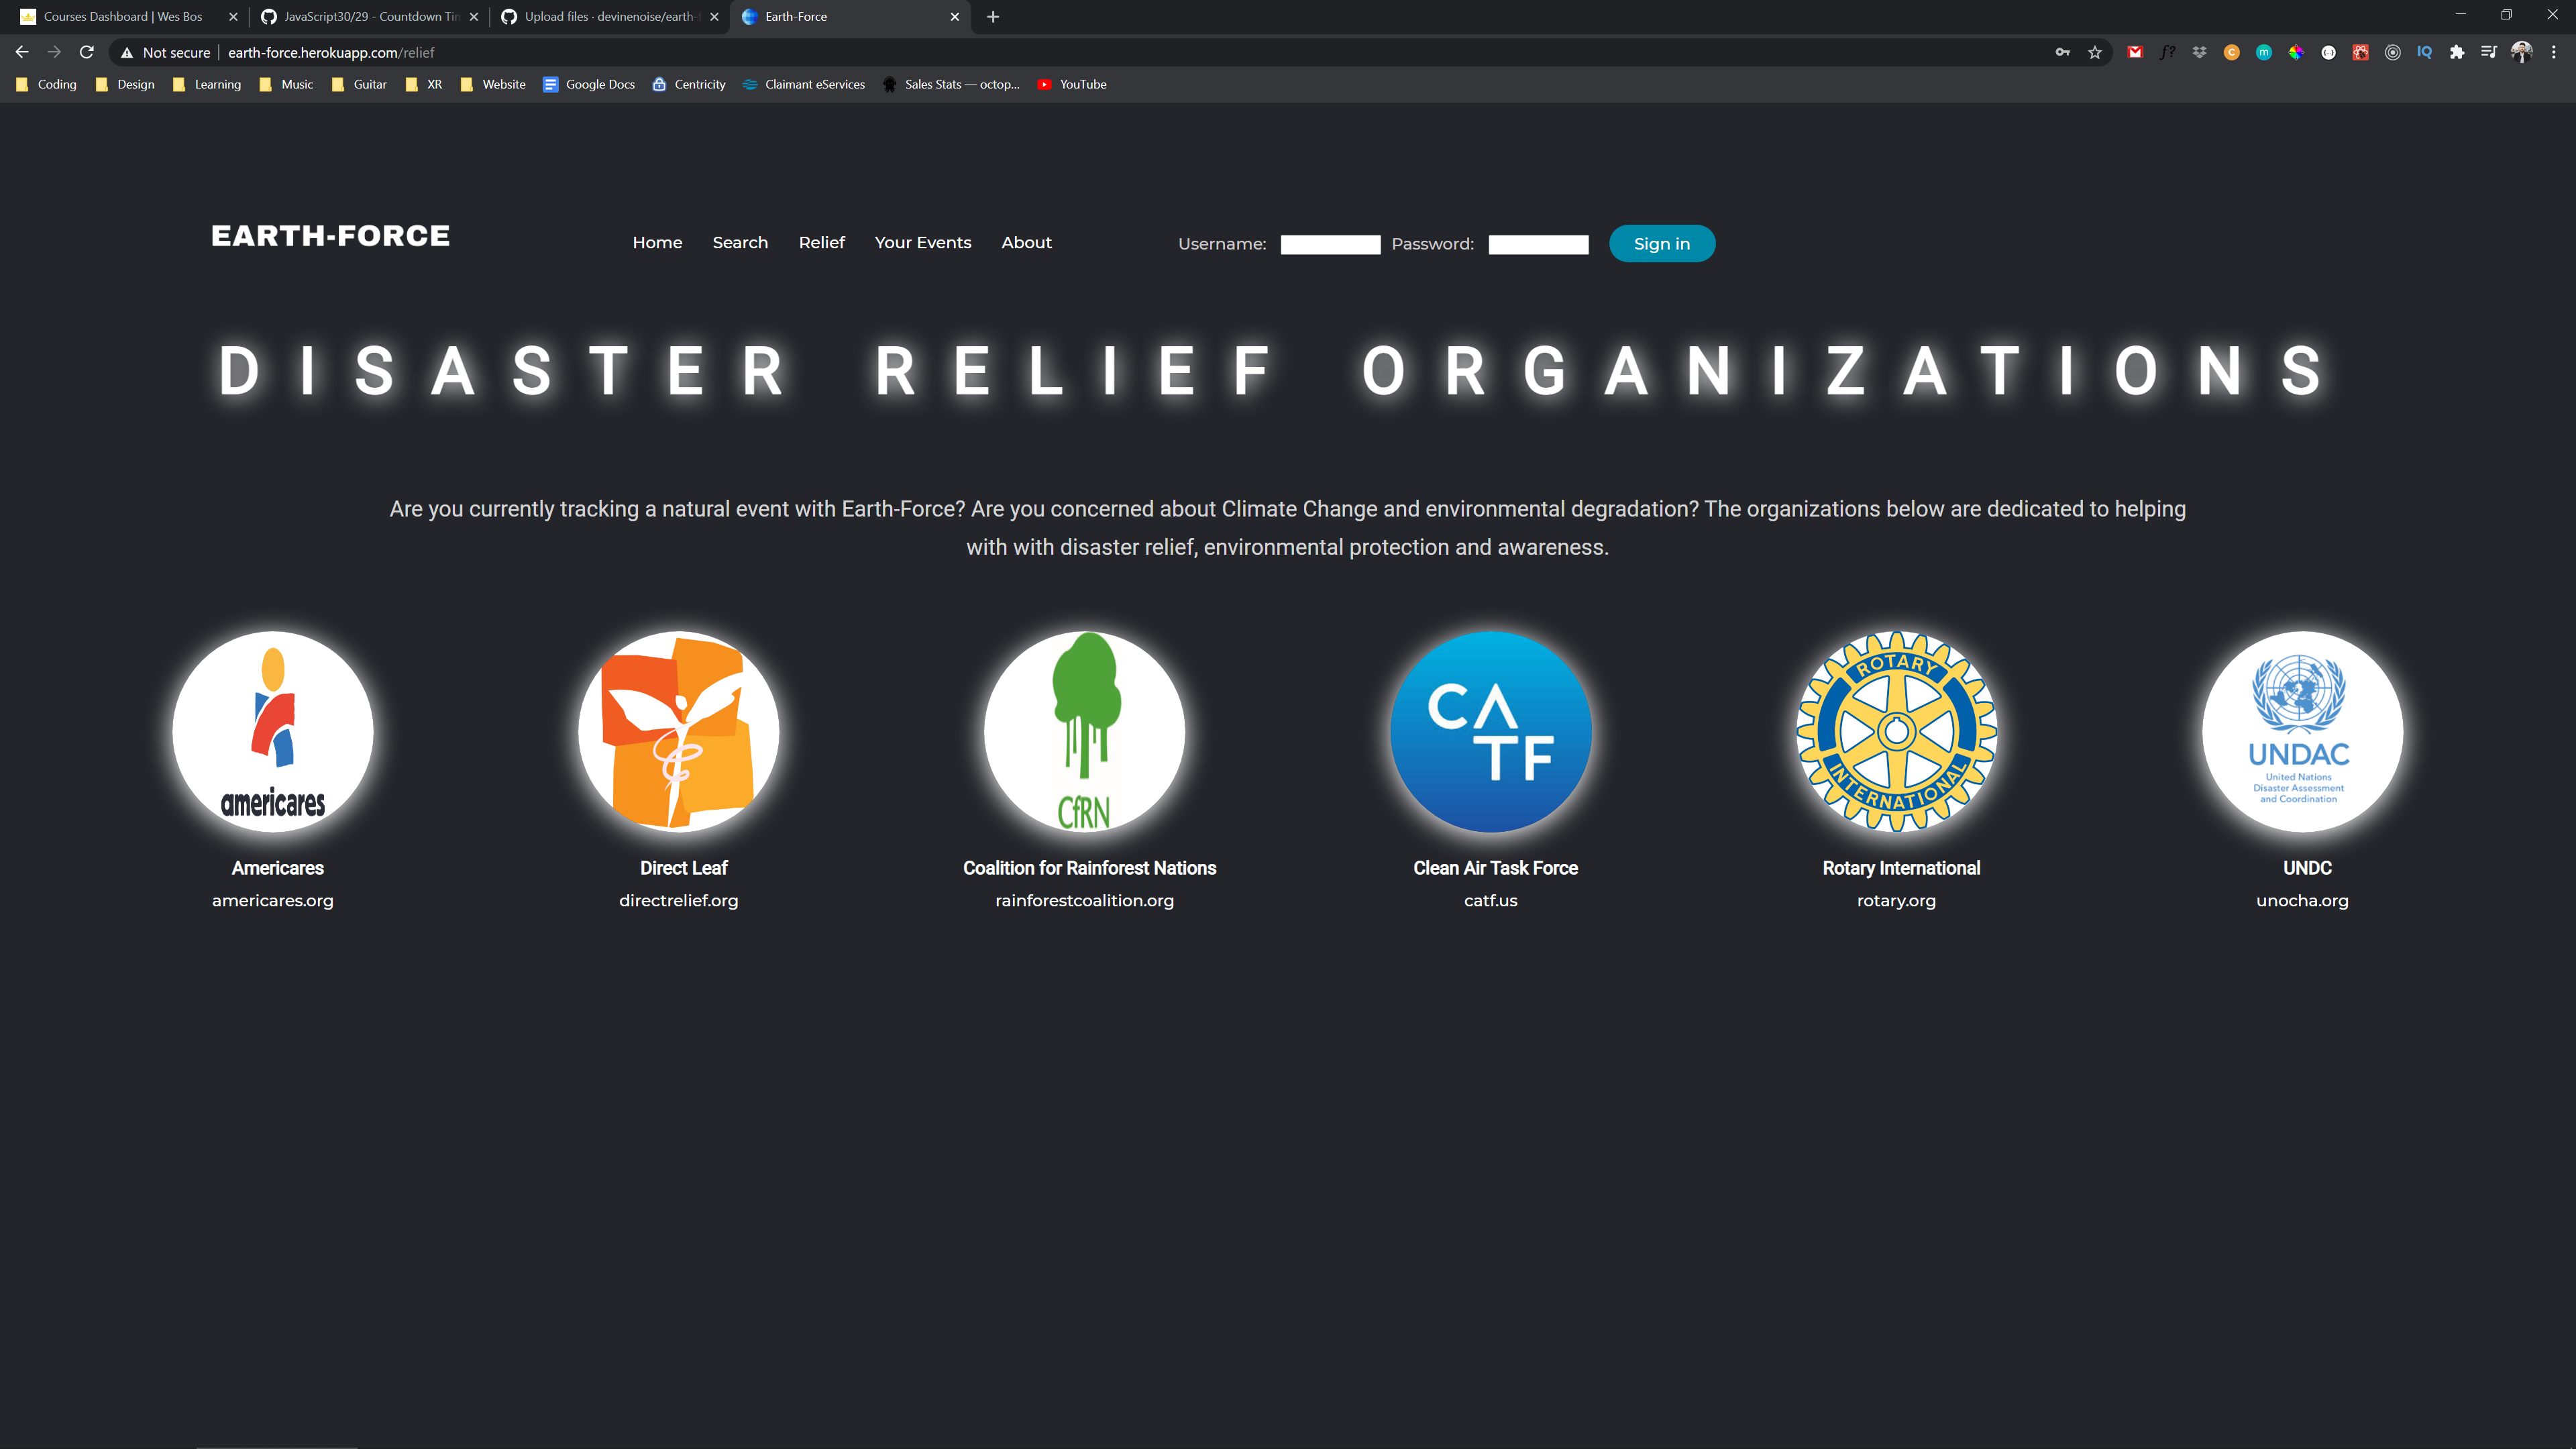 Courses Dashboard | Wes Bos
JavaScript30/29 - Countdown Tin
Upload files · devinenoise/earth-
Earth-Force
Not secure
earth-force.herokuapp.com/relief
Coding
Design
Learning
Music
Guitar
XR
Website
Google Docs
Centricity
Claimant eServices
Sales Stats — octop...
YouTube
EARTH-FORCE
Home
Search
Relief
Your Events
About
Username:
Password:
Sign in
DISASTER RELIEF ORGANIZATIONS
Are you currently tracking a natural event with Earth-Force? Are you concerned about Climate Change and environmental degradation? The organizations below are dedicated to helping
with with disaster relief, environmental protection and awareness.
americares
CfRN
CA
TF
ROTARY
INTERNATIONAL
UNDAC
United Nations
Disaster Assessment
and Coordination
Americares
Direct Leaf
Coalition for Rainforest Nations
Clean Air Task Force
Rotary International
UNDC
americares.org
directrelief.org
rainforestcoalition.org
catf.us
rotary.org
unocha.org